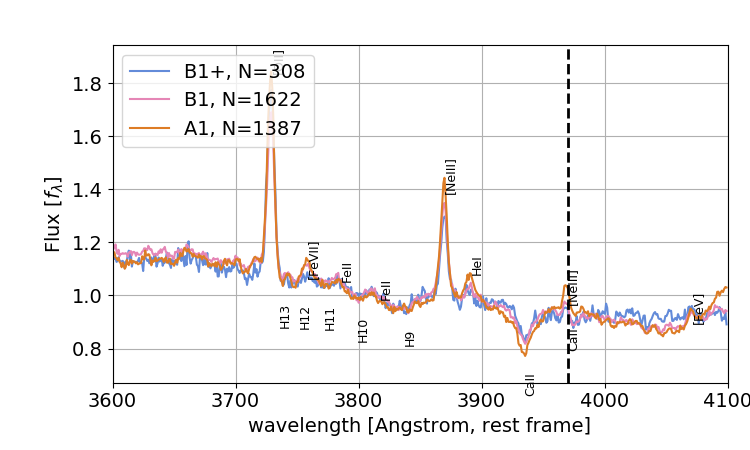 B1+, N=308
B1, N=1622
A1, N=1387
1.8
1.6
1.4
1.2
1.0
0.8
Flux [fλ]
H13
[FeVII]
H12
H11
FeII
H10
FeII
H9
[NeIII]
HeI
CaII
[NeIII]
CaII
[FeV]
3600
3700
3800
3900
4000
4100
wavelength [Angstrom, rest frame]